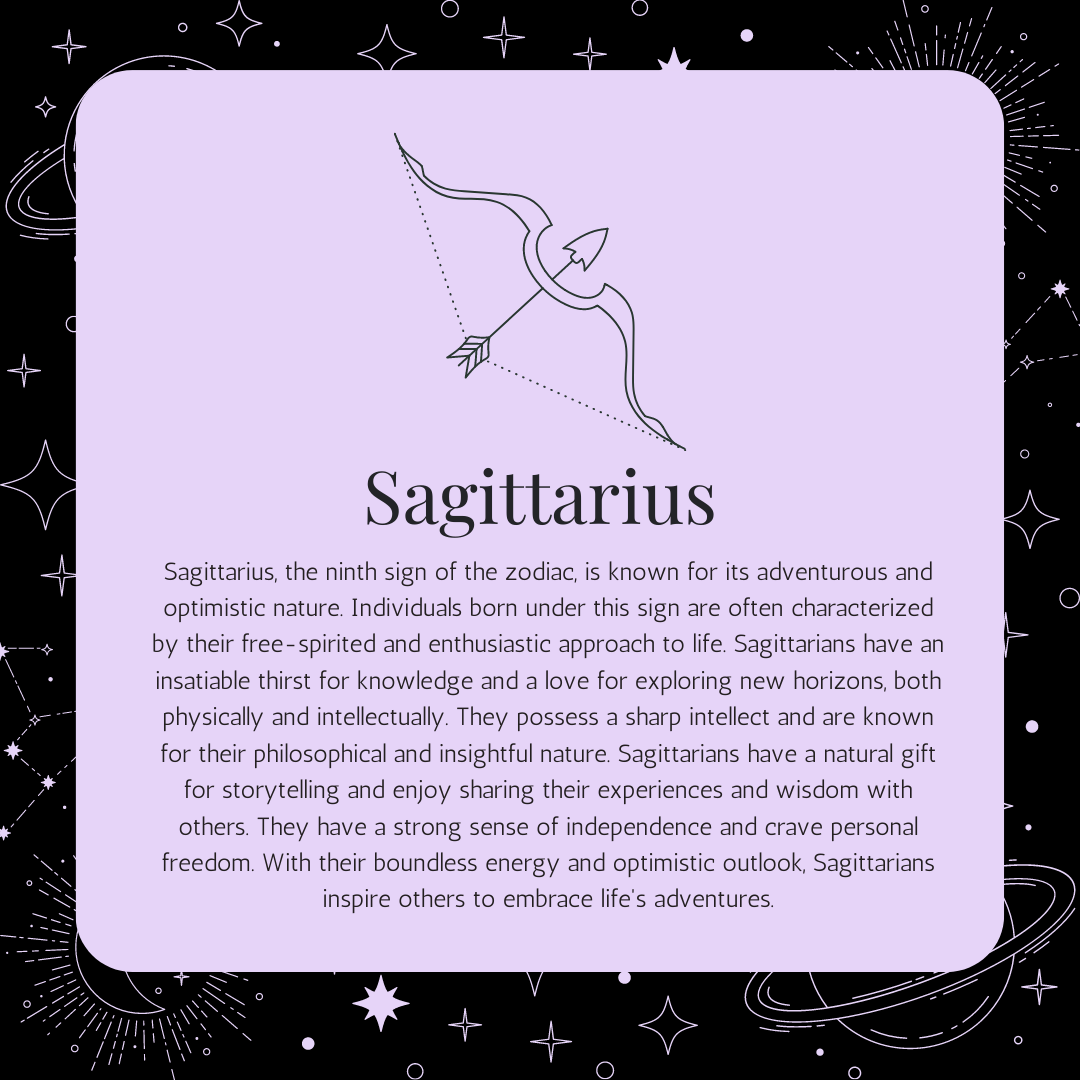 Sagittarius
Sagittarius, the ninth sign of the zodiac, is known for its adventurous and
optimistic nature. Individuals born under this sign are often characterized
by their free-spirited and enthusiastic approach to life. Sagittarians have an
insatiable thirst for knowledge and a love for exploring new horizons, both
physically and intellectually. They possess a sharp intellect and are known
for their philosophical and insightful nature. Sagittarians have a natural gift
for storytelling and enjoy sharing their experiences and wisdom with
others. They have a strong sense of independence and crave personal
freedom. With their boundless energy and optimistic outlook, Sagittarians
inspire others to embrace life's adventures.